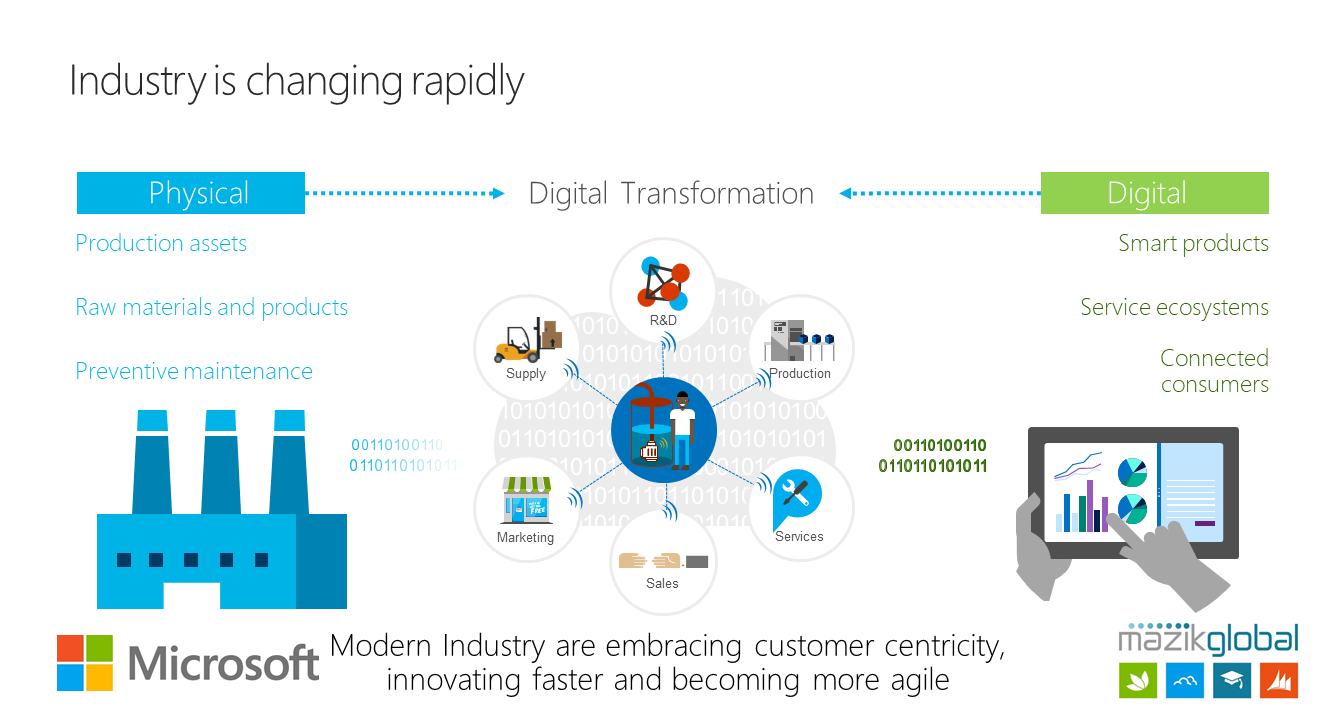 Industry is changing rapidly
Physical
Digital Transformation
Digital
Production assets
Raw materials and products
Preventive maintenance
Smart products
Service ecosystems
Connected
consumers
R&D
Supply
Production
Marketing
Services
Sales
00110100110
0110110101011
00110100110
0110110101011
Microsoft
Modern Industry are embracing customer centricity,
innovating faster and becoming more agile
mazikglobal